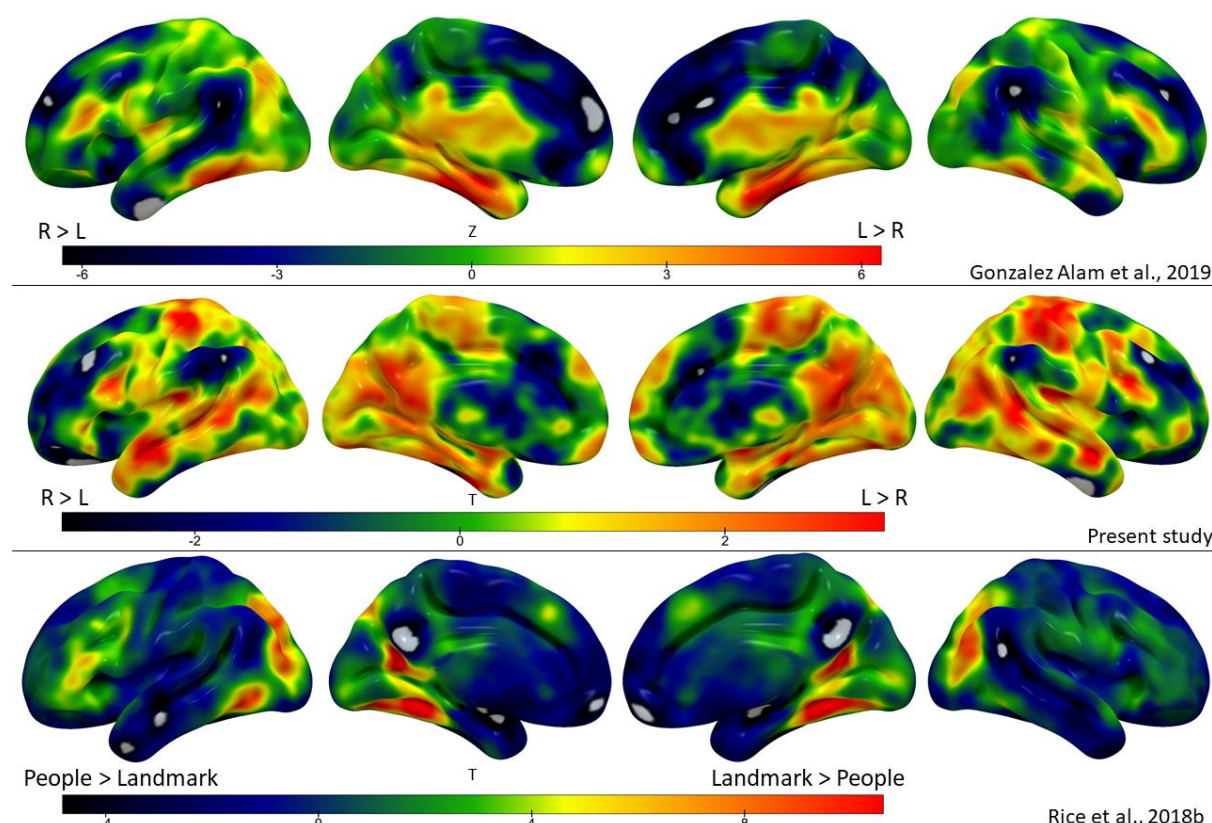 R > L Z L > R
-6 -3 0 3 6
Gonzalez Alam et al., 2019
R > L T L > R
-2 0 2
Present study
People > Landmark T Landmark > People
-4 0 4 8
Rice et al., 2018b